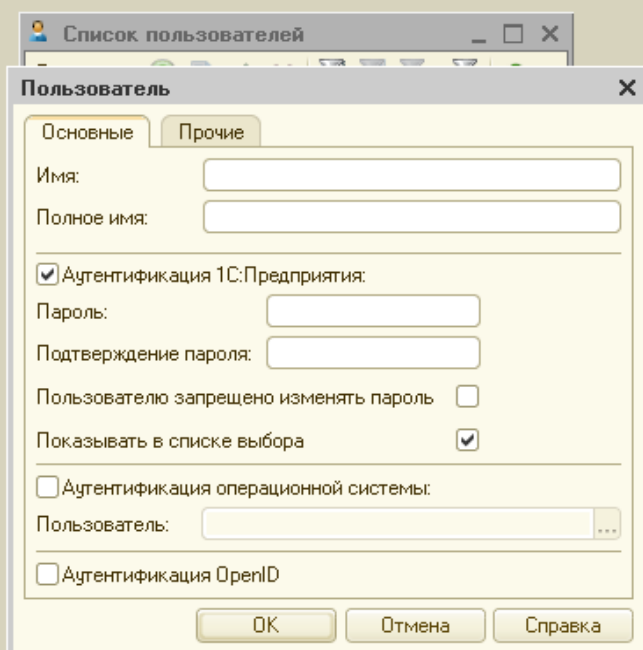 Список пользователей
Пользователь
Основные Прочие
Имя:
Полное имя:
Аутентификация 1С:Предприятия:
Пароль:
Подтверждение пароля:
Пользователю запрещено изменять пароль
Показывать в списке выбора
Аутентификация операционной системы:
Пользователь: ...
Аутентификация OpenID
OK Отмена Справка